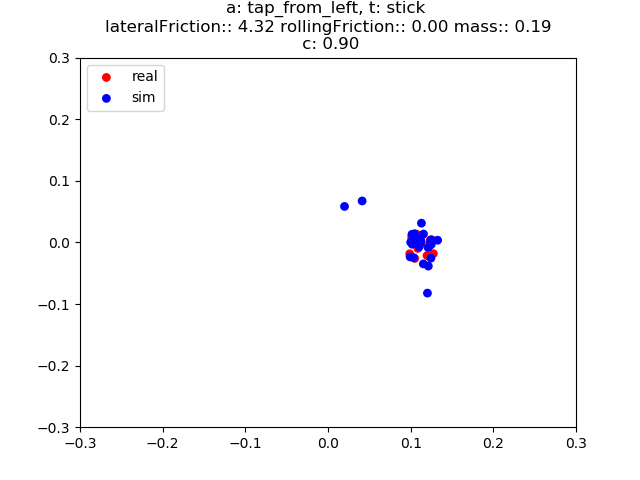 a: tap_from_left, t: stick
lateralFriction:: 4.32 rollingFriction:: 0.00 mass:: 0.19
c: 0.90
real
sim
0.3
0.2
0.1
0.0
−0.1
−0.2
−0.3
−0.3
−0.2
−0.1
0.0
0.1
0.2
0.3